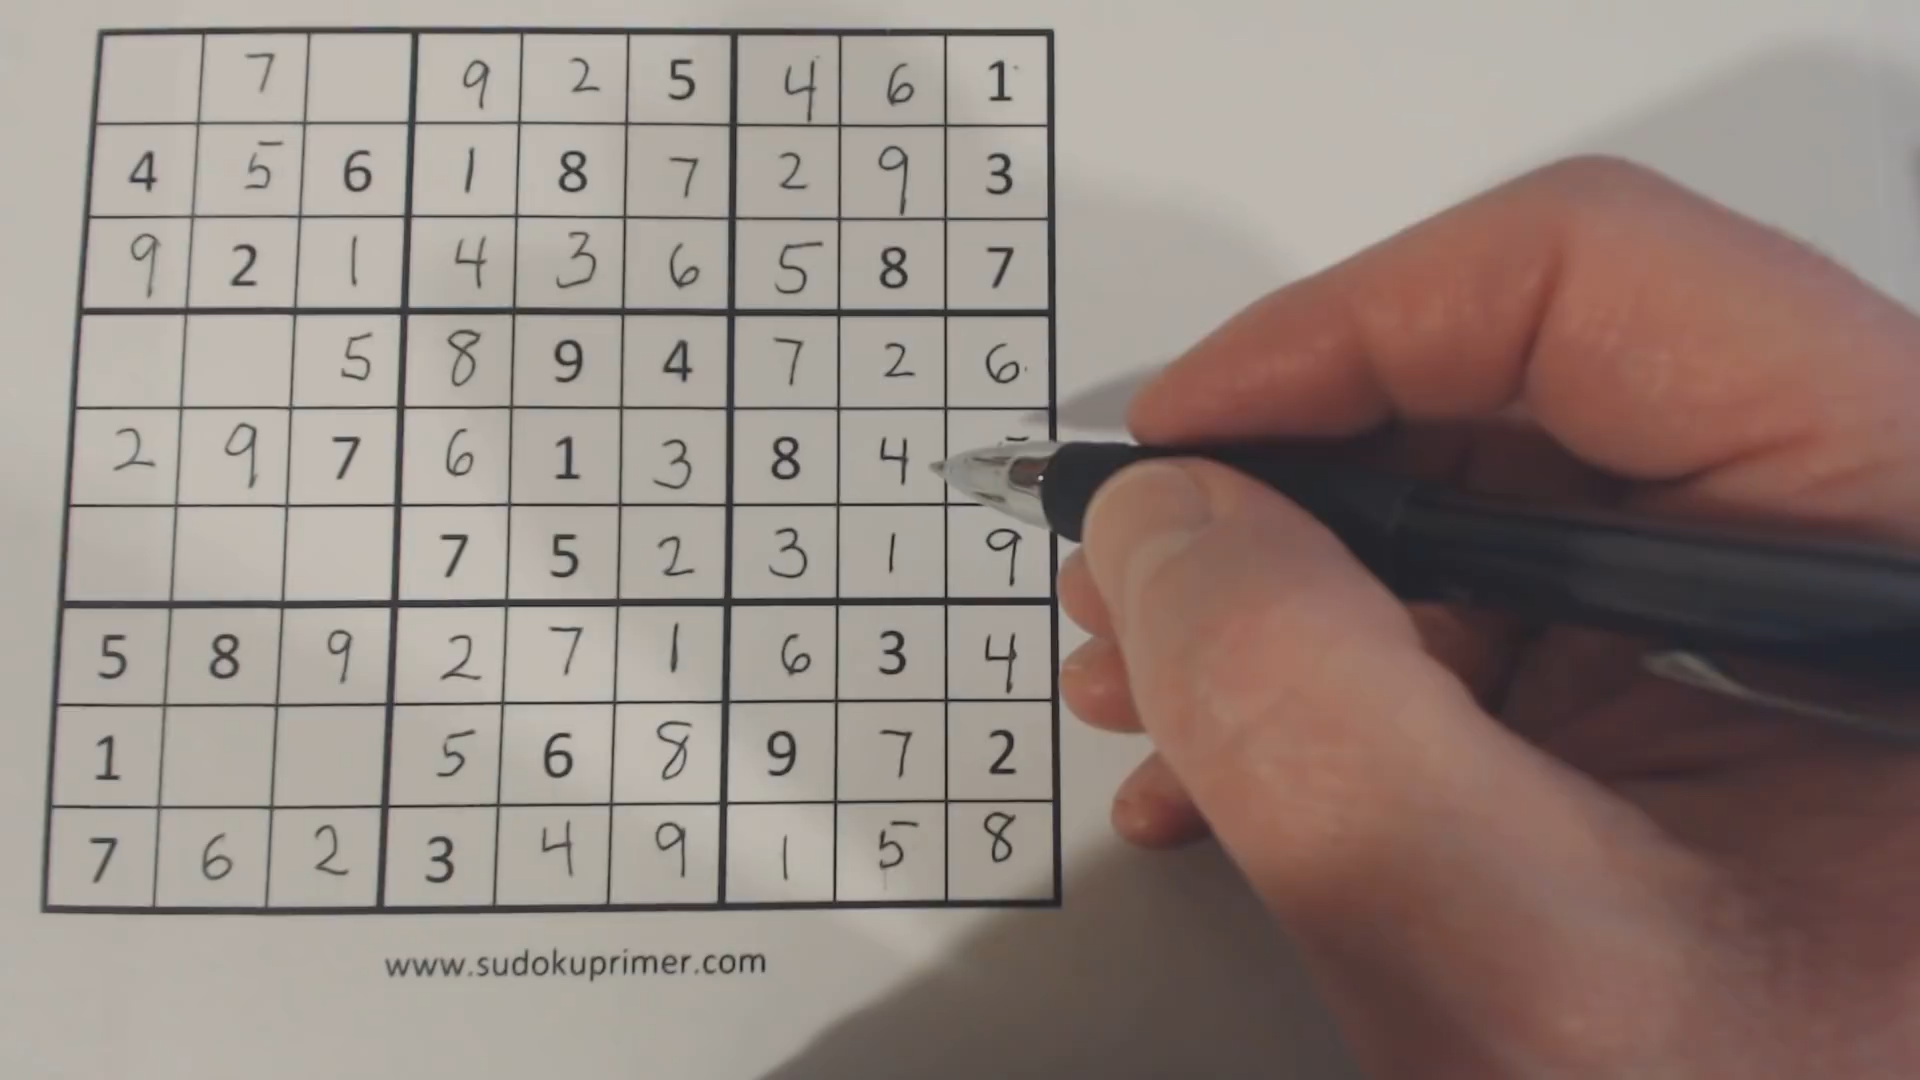 7 9 2 5 4 6 1
4 5 6 1 8 7 2 9 3
9 2 1 4 3 6 5 8 7
5 8 9 4 7 2 6
2 9 7 6 1 3 8 4
7 5 2 3 1 9
5 8 9 2 7 1 6 3 4
1 5 6 8 9 7 2
7 6 2 3 4 9 1 5 8
www.sudokuprimer.com